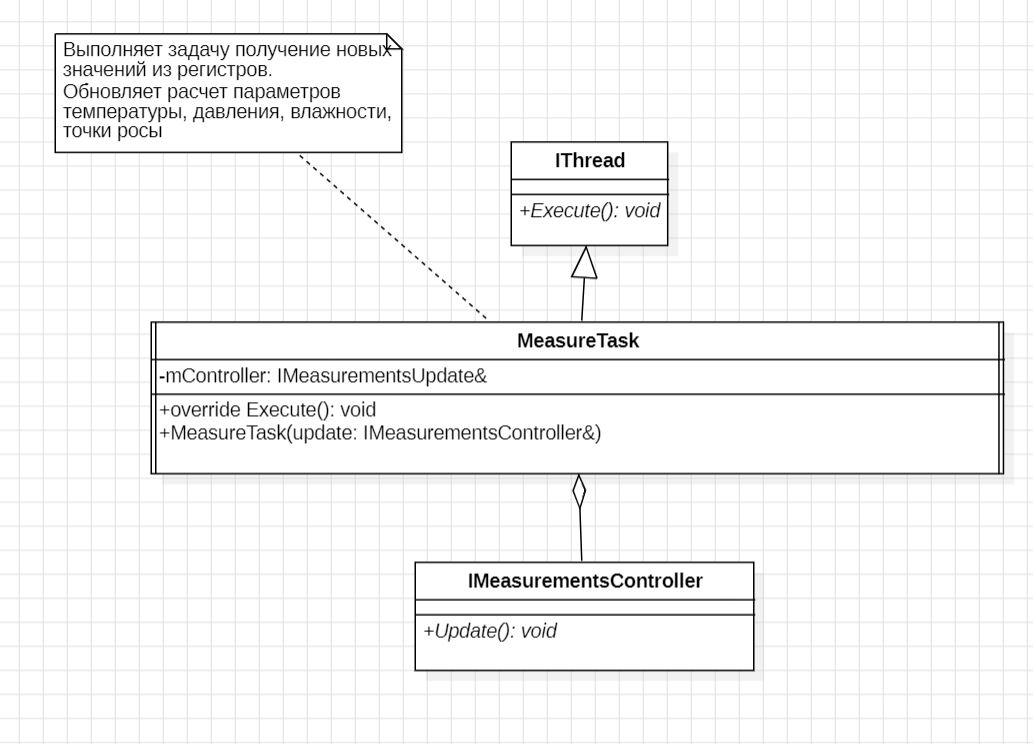 Выполняет задачу получение новых
значений из регистров.
Обновляет расчет параметров
температуры, давления, влажности,
точки росы
IThread
+Execute(): void
MeasureTask
-mController: IMeasurementsUpdate&
+override Execute(): void
+MeasureTask(update: IMeasurementsController&)
IMeasurementsController
+Update(): void